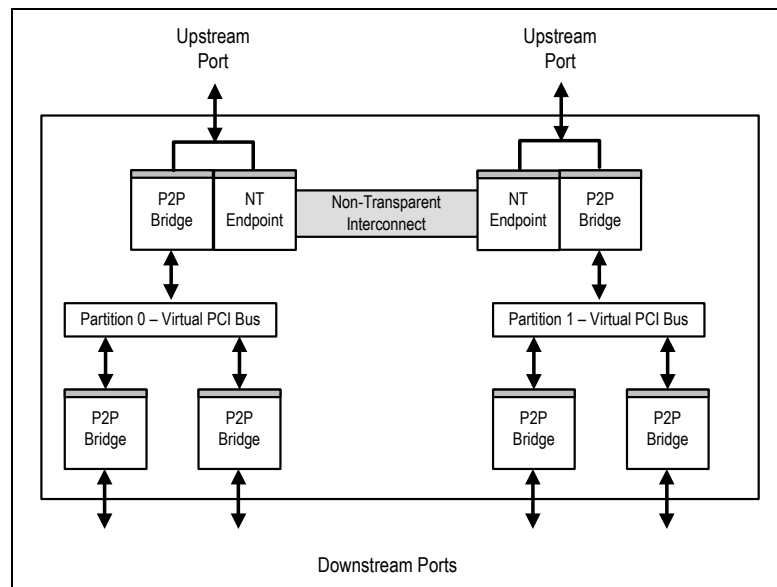 Upstream
Port
Upstream
Port
P2P
Bridge
NT
Endpoint
Non-Transparent
Interconnect
NT
Endpoint
P2P
Bridge
Partition 0 – Virtual PCI Bus
Partition 1 – Virtual PCI Bus
P2P
Bridge
P2P
Bridge
P2P
Bridge
P2P
Bridge
Downstream Ports